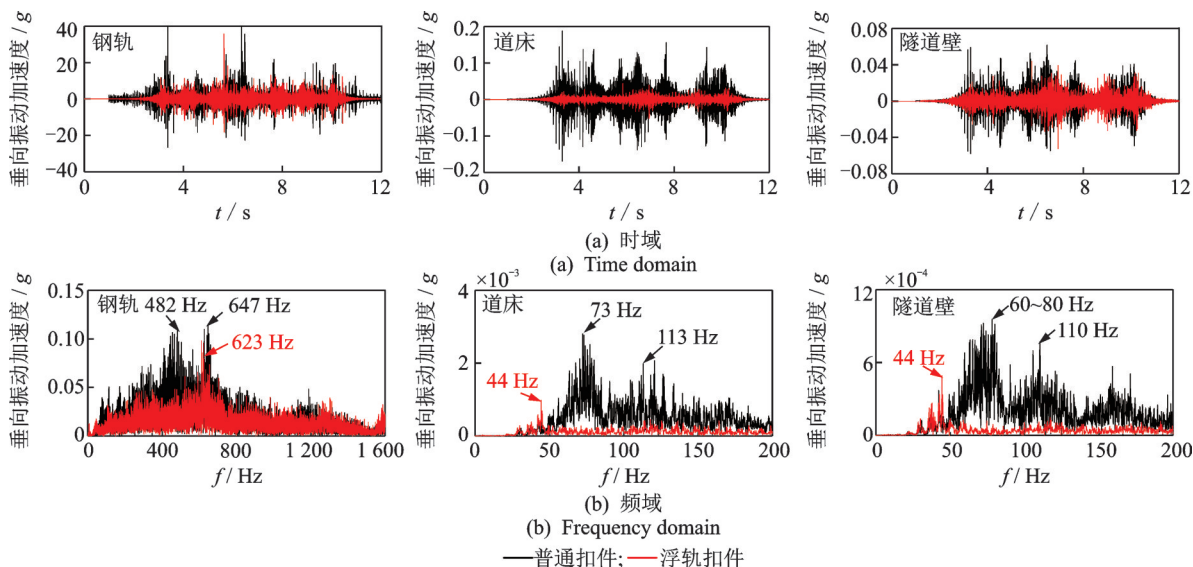 垂向振动加速度 / g
钢轨
40
20
0
−20
−40
0 4 8 12
t / s
垂向振动加速度 / g
道床
0.2
0.1
0
−0.1
−0.2
0 4 8 12
t / s
垂向振动加速度 / g
隧道壁
0.08
0.04
0
−0.04
−0.08
0 4 8 12
t / s
(a) 时域
(a) Time domain
垂向振动加速度 / g
0.15
0.10
0.05
0
钢轨
482 Hz
647 Hz
623 Hz
0 400 800 1 200 1 600
f / Hz
垂向振动加速度 / g
×10⁻³
4
2
0
道床
73 Hz
113 Hz
44 Hz
0 50 100 150 200
f / Hz
垂向振动加速度 / g
×10⁻⁴
12
6
0
隧道壁
60~80 Hz
110 Hz
44 Hz
0 50 100 150 200
f / Hz
(b) 频域
(b) Frequency domain
普通扣件; 浮轨扣件